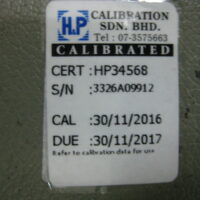 HP CALIBRATION
SDN. BHD.
Tel : 07-3575663
CALIBRATED
CERT : HP34568
S/N : 3326A09912
CAL : 30/11/2016
DUE : 30/11/2017
Refer to calibration data for use